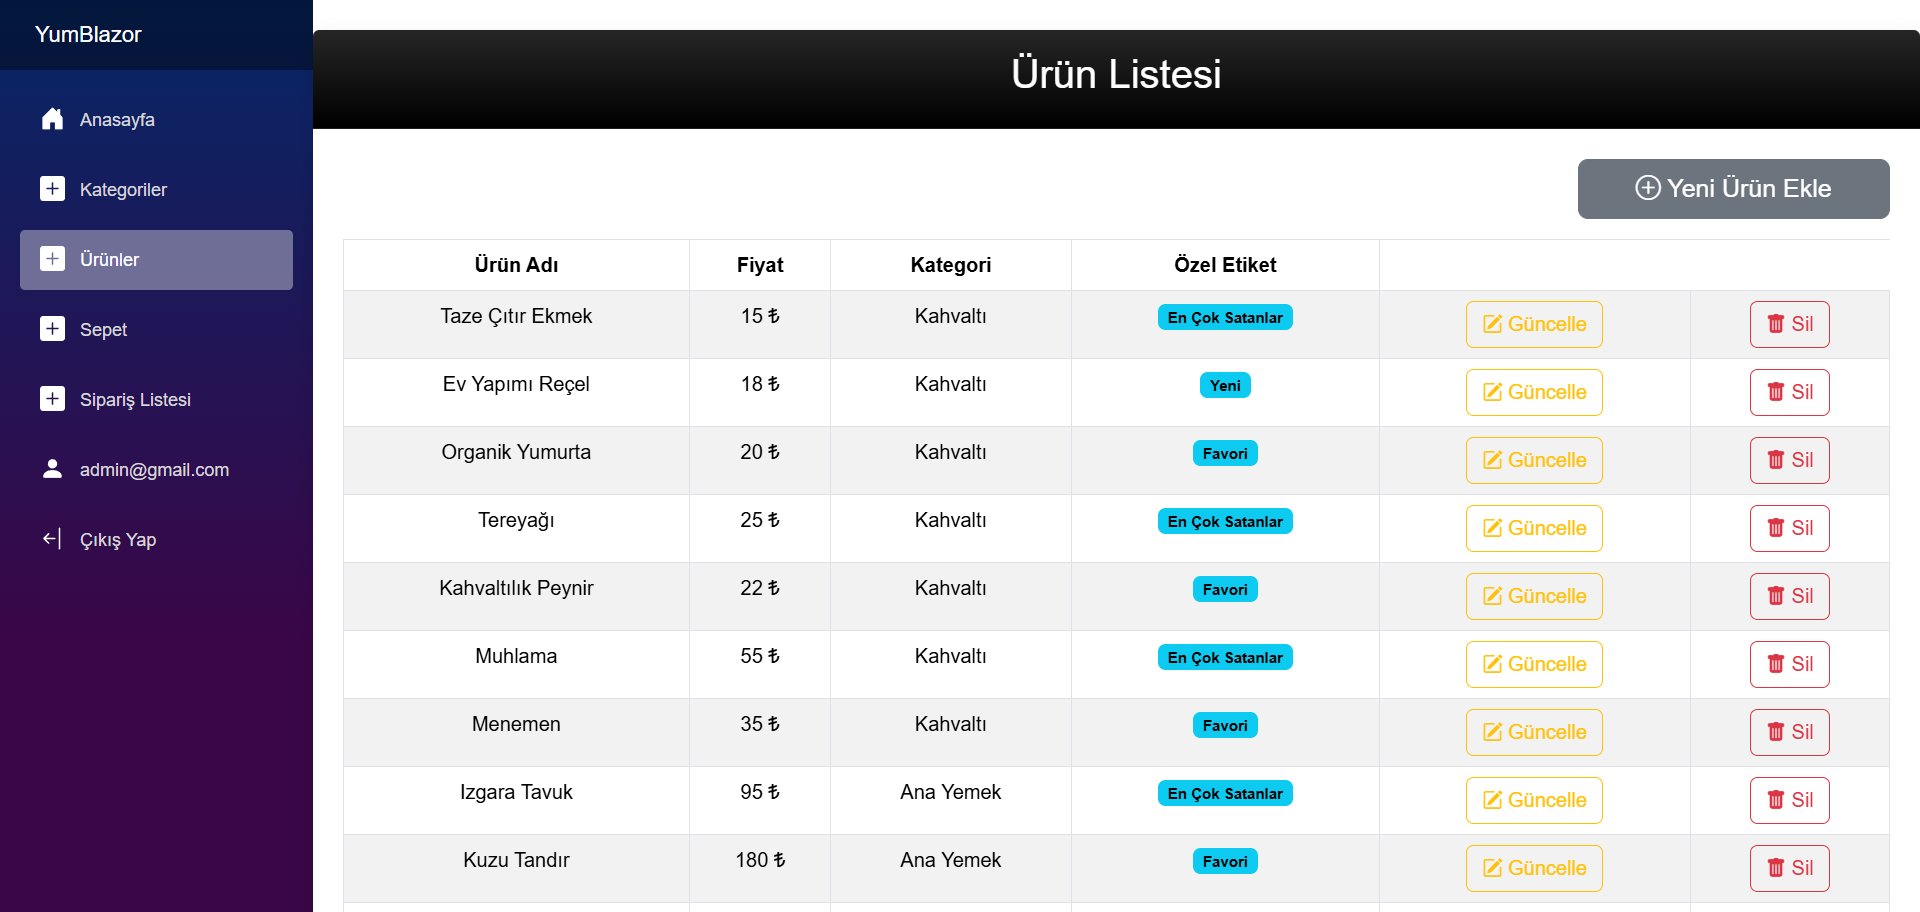 YumBlazor
Anasayfa
Kategoriler
Ürünler
Sepet
Sipariş Listesi
admin@gmail.com
Çıkış Yap
Ürün Listesi
Yeni Ürün Ekle
Ürün Adı Fiyat Kategori Özel Etiket
Taze Çıtır Ekmek 15 ₺ Kahvaltı En Çok Satanlar Güncelle Sil
Ev Yapımı Reçel 18 ₺ Kahvaltı Yeni Güncelle Sil
Organik Yumurta 20 ₺ Kahvaltı Favori Güncelle Sil
Tereyağı 25 ₺ Kahvaltı En Çok Satanlar Güncelle Sil
Kahvaltılık Peynir 22 ₺ Kahvaltı Favori Güncelle Sil
Muhlama 55 ₺ Kahvaltı En Çok Satanlar Güncelle Sil
Menemen 35 ₺ Kahvaltı Favori Güncelle Sil
Izgara Tavuk 95 ₺ Ana Yemek En Çok Satanlar Güncelle Sil
Kuzu Tandır 180 ₺ Ana Yemek Favori Güncelle Sil